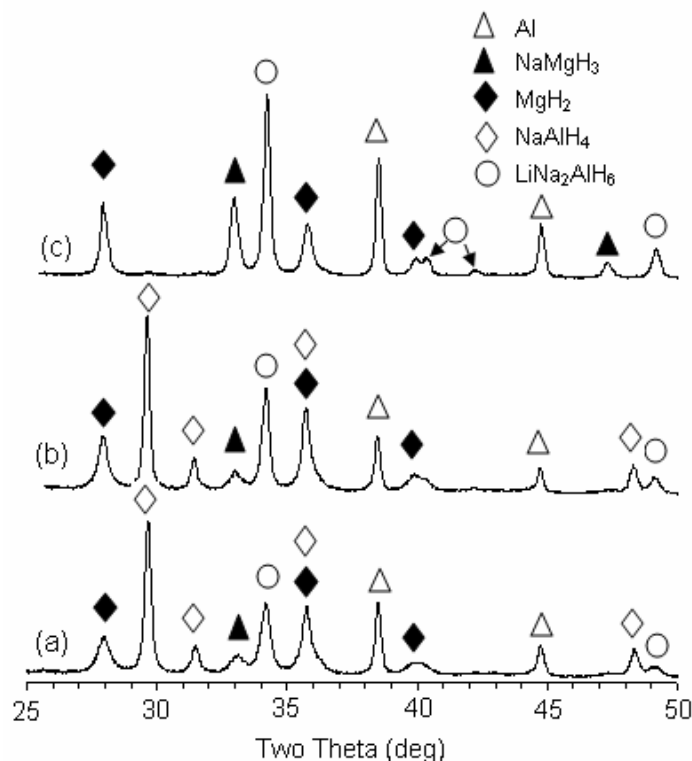 Al
NaMgH₃
MgH₂
NaAlH₄
LiNa₂AlH₆
(c)
(b)
(a)
25 30 35 40 45 50
Two Theta (deg)